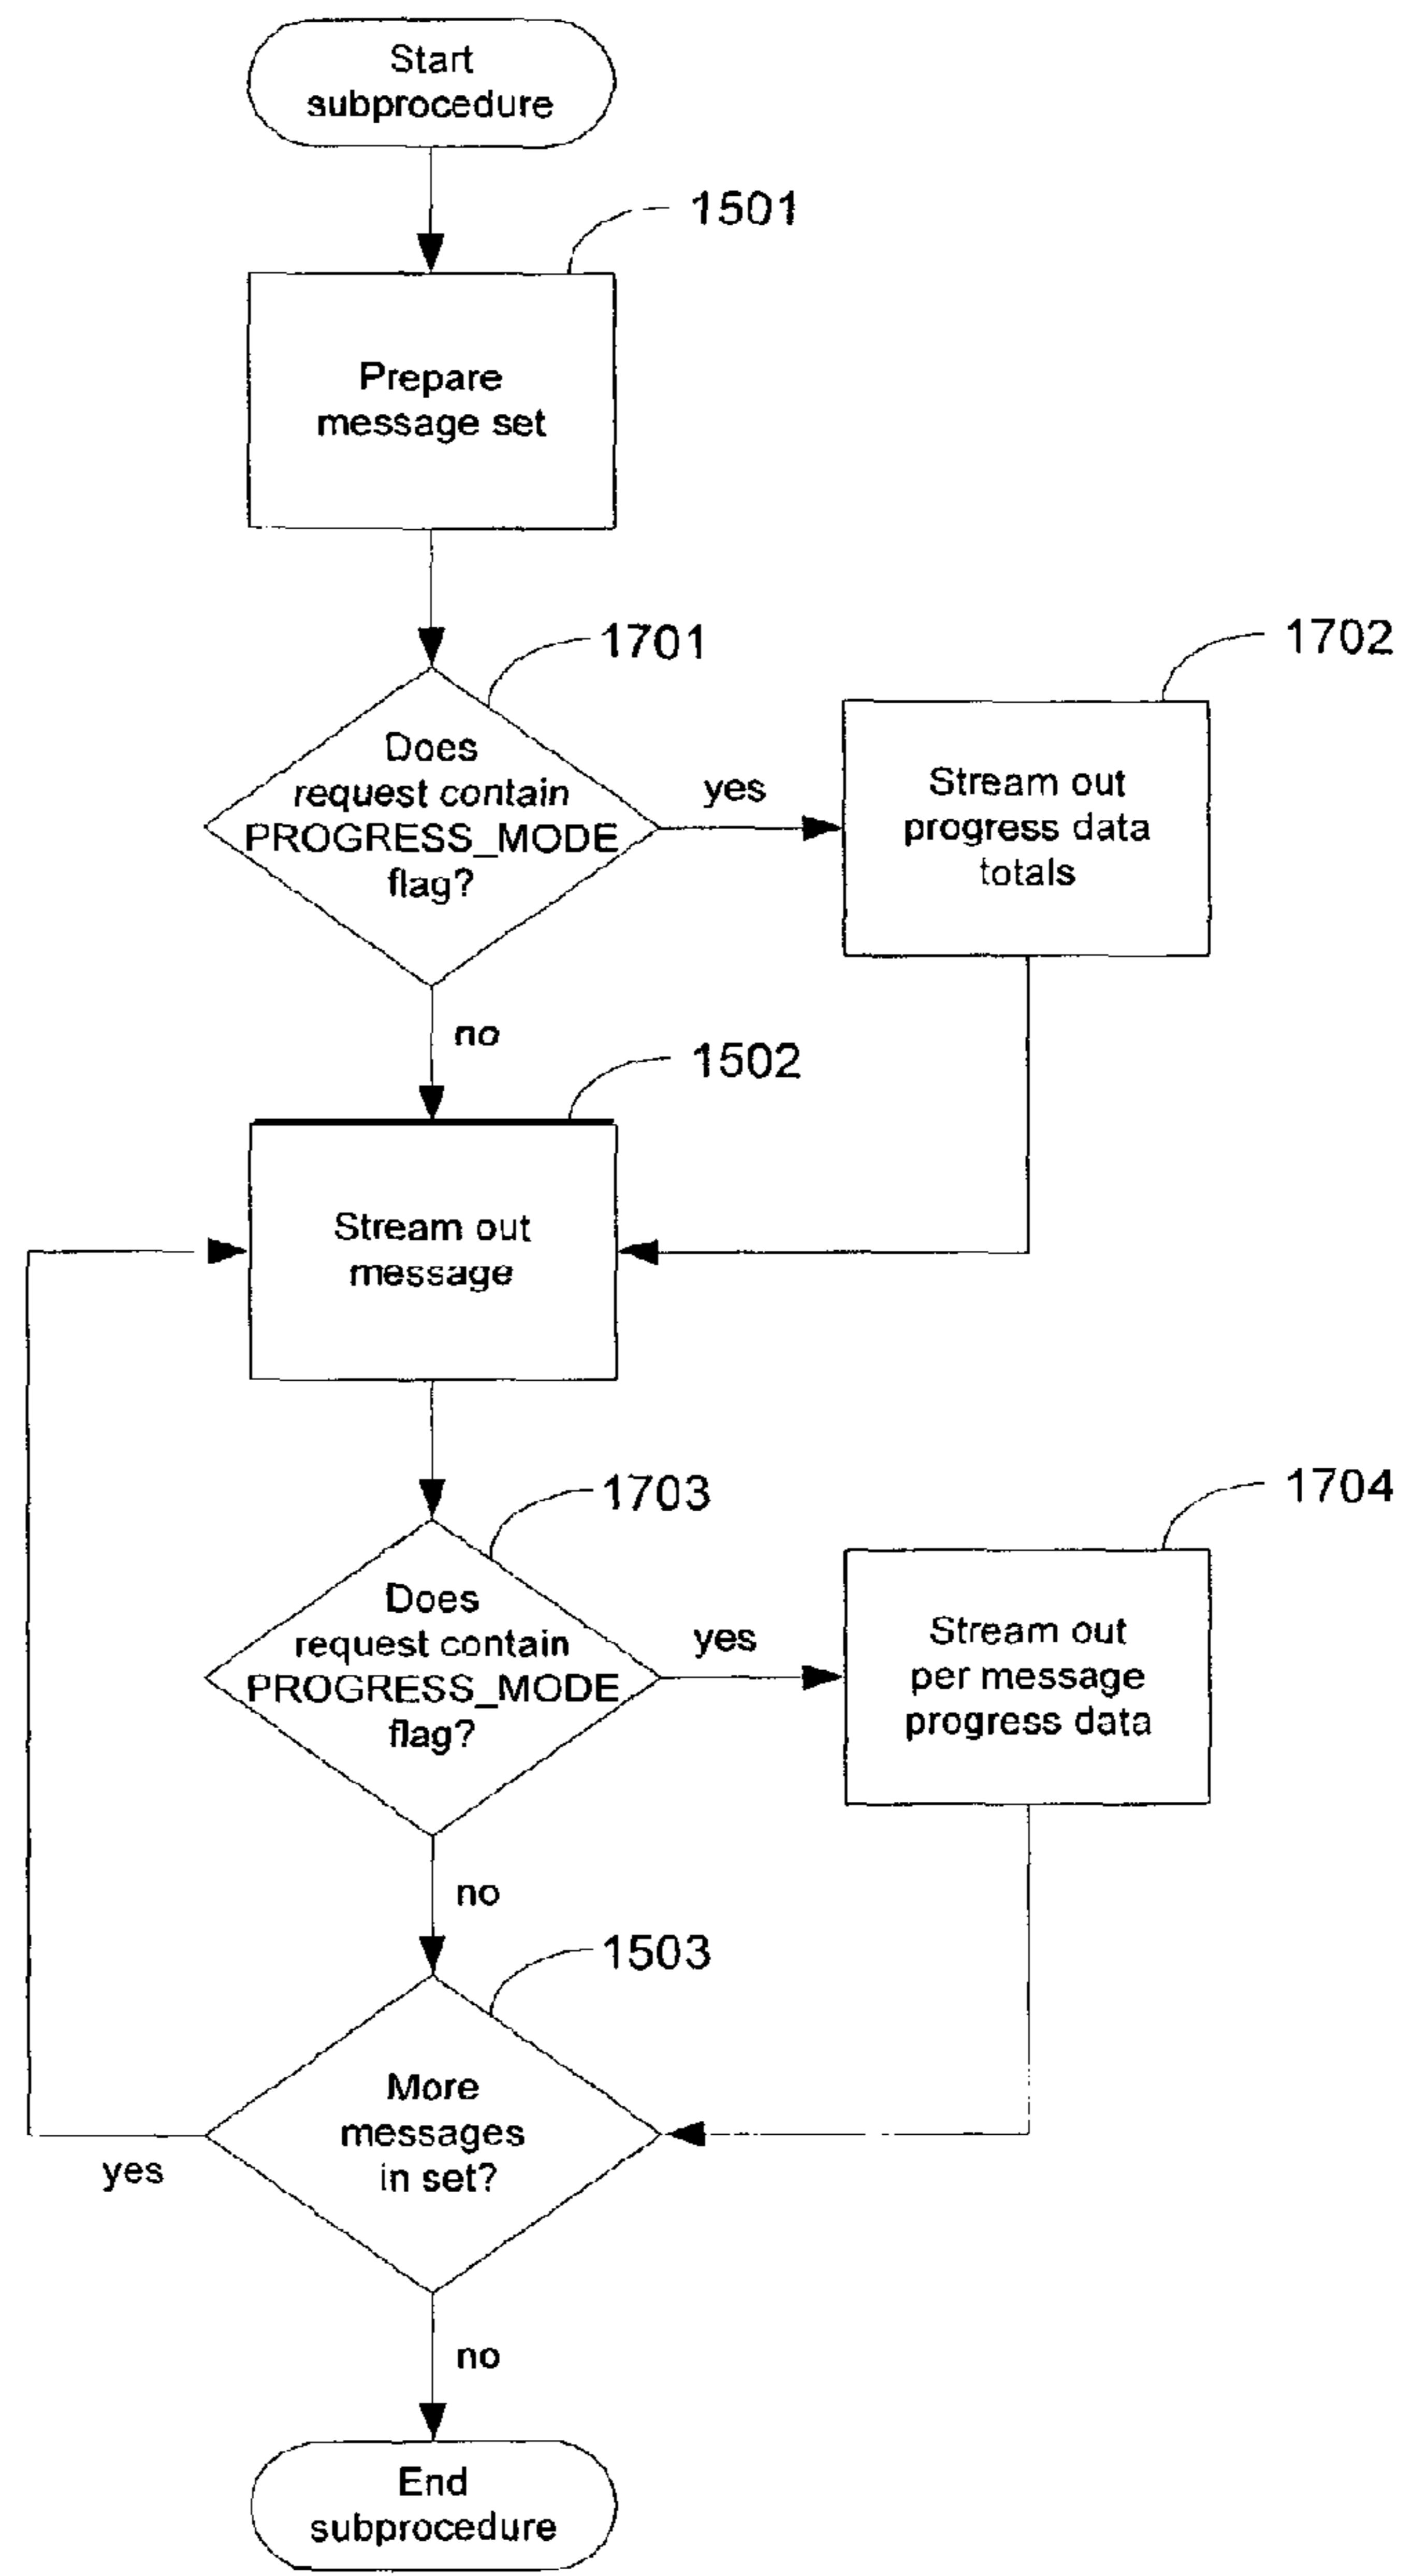 Start
subprocedure
1501
Prepare
message set
1701
1702
Does
request contain
PROGRESS_MODE
flag?
yes
Stream out
progress data
totals
no
1502
Stream out
message
1703
1704
Does
request contain
PROGRESS_MODE
flag?
yes
Stream out
per message
progress data
no
1503
More
messages
in set?
yes
no
End
subprocedure